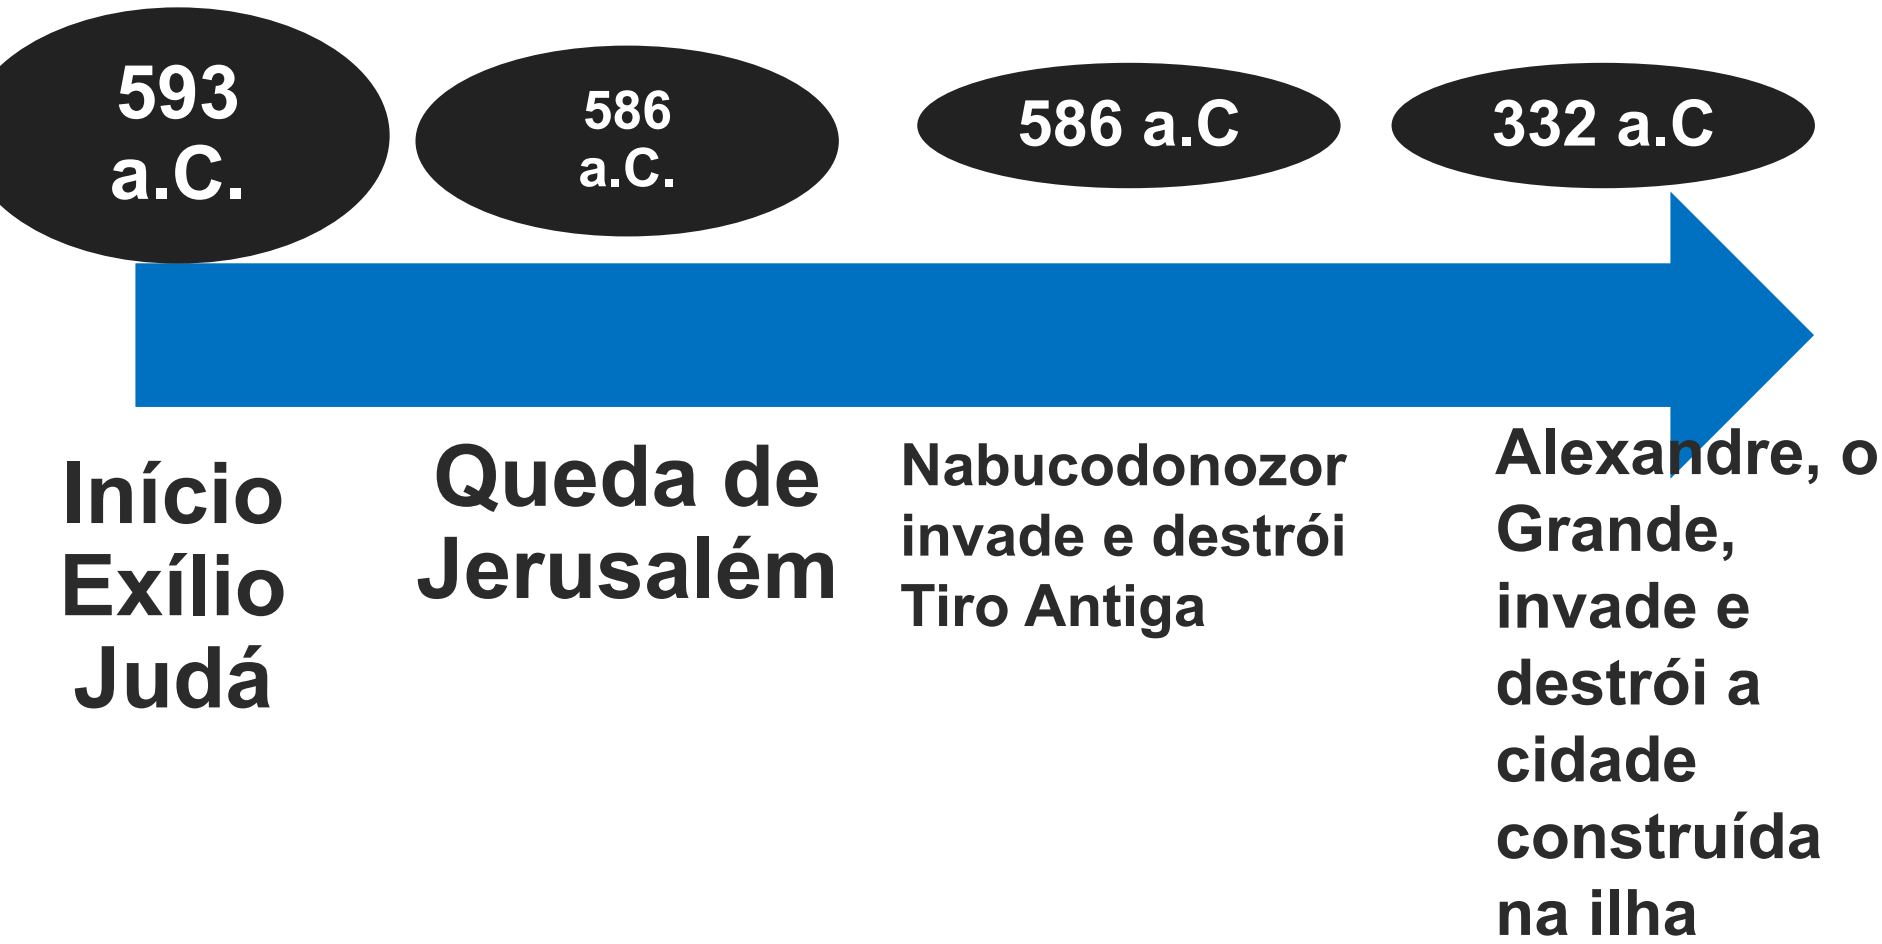 593
a.C.
586
a.C.
586 a.C
332 a.C
Início
Exílio
Judá
Queda de
Jerusalém
Nabucodonozor
invade e destrói
Tiro Antiga
Alexandre, o
Grande,
invade e
destrói a
cidade
construída
na ilha